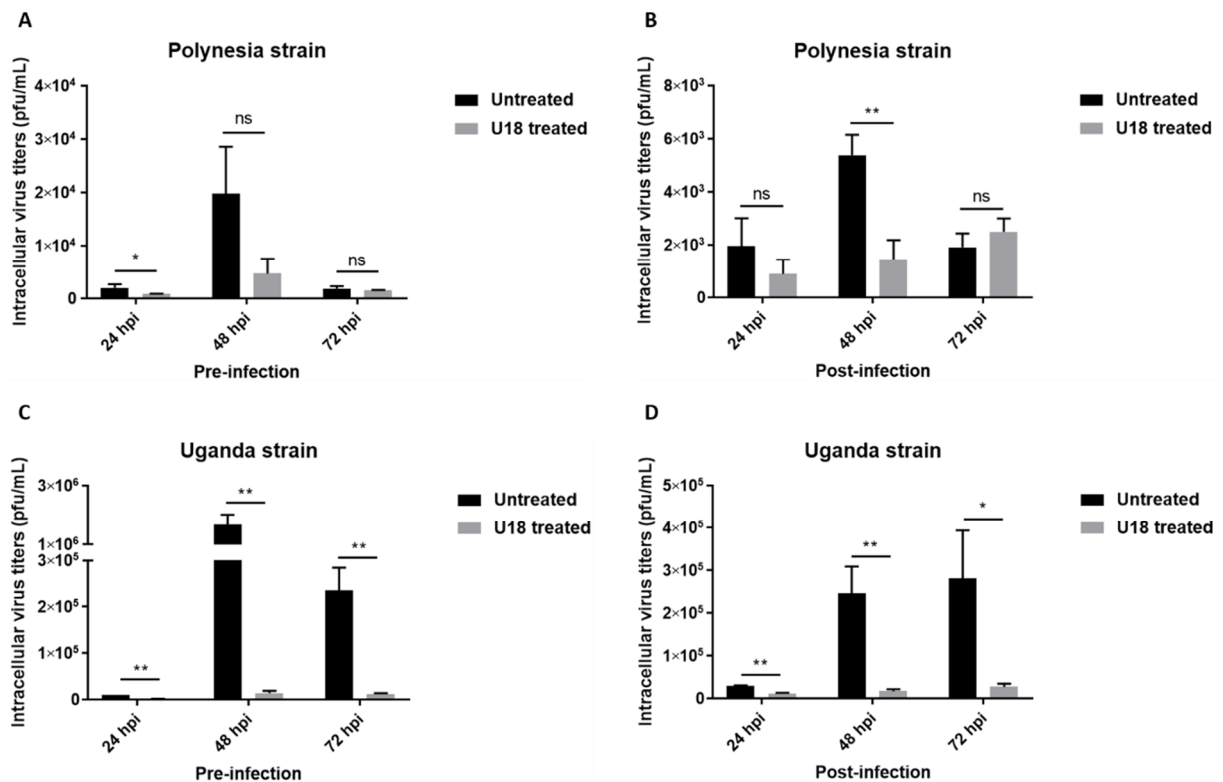 A
Polynesia strain
Intracellular virus titers (pfu/mL)
4×10⁴
3×10⁴
2×10⁴
1×10⁴
0
*
ns
ns
24 hpi
48 hpi
72 hpi
Pre-infection
Untreated
U18 treated
B
Polynesia strain
Intracellular virus titers (pfu/mL)
8×10³
6×10³
4×10³
2×10³
0
ns
**
ns
24 hpi
48 hpi
72 hpi
Post-infection
Untreated
U18 treated
C
Uganda strain
Intracellular virus titers (pfu/mL)
3×10⁶
1×10⁶
3×10⁵
2×10⁵
1×10⁵
0
**
**
**
24 hpi
48 hpi
72 hpi
Pre-infection
Untreated
U18 treated
D
Uganda strain
Intracellular virus titers (pfu/mL)
5×10⁵
4×10⁵
3×10⁵
2×10⁵
1×10⁵
0
**
**
*
24 hpi
48 hpi
72 hpi
Post-infection
Untreated
U18 treated